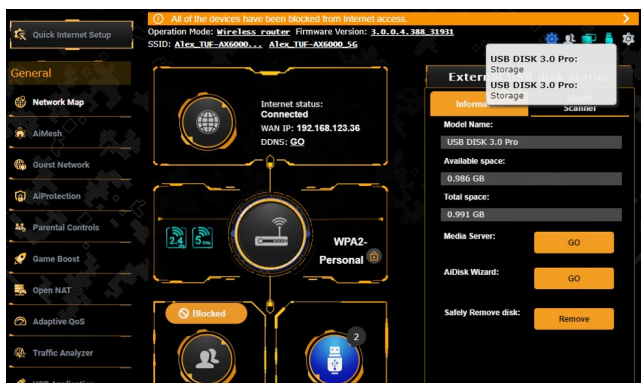 All of the devices have been blocked from Internet access.
Quick Internet Setup
Operation Mode: Wireless router Firmware Version: 3.0.0.4.388_31931
SSID: Alex_TUF-AX6000... Alex_TUF-AX6000_5G
USB DISK 3.0 Pro:
Storage
USB DISK 3.0 Pro:
Storage
General
Network Map
AiMesh
Guest Network
AiProtection
Parental Controls
Game Boost
Open NAT
Adaptive QoS
Traffic Analyzer
USB Application
Internet status:
Connected
WAN IP: 192.168.123.36
DDNS: GO
2.4
5
WPA2-
Personal
Blocked
2
disk status
Scanner
Model Name:
USB DISK 3.0 Pro
Available space:
0.986 GB
Total space:
0.991 GB
Media Server:
GO
AiDisk Wizard:
GO
Safely Remove disk:
Remove